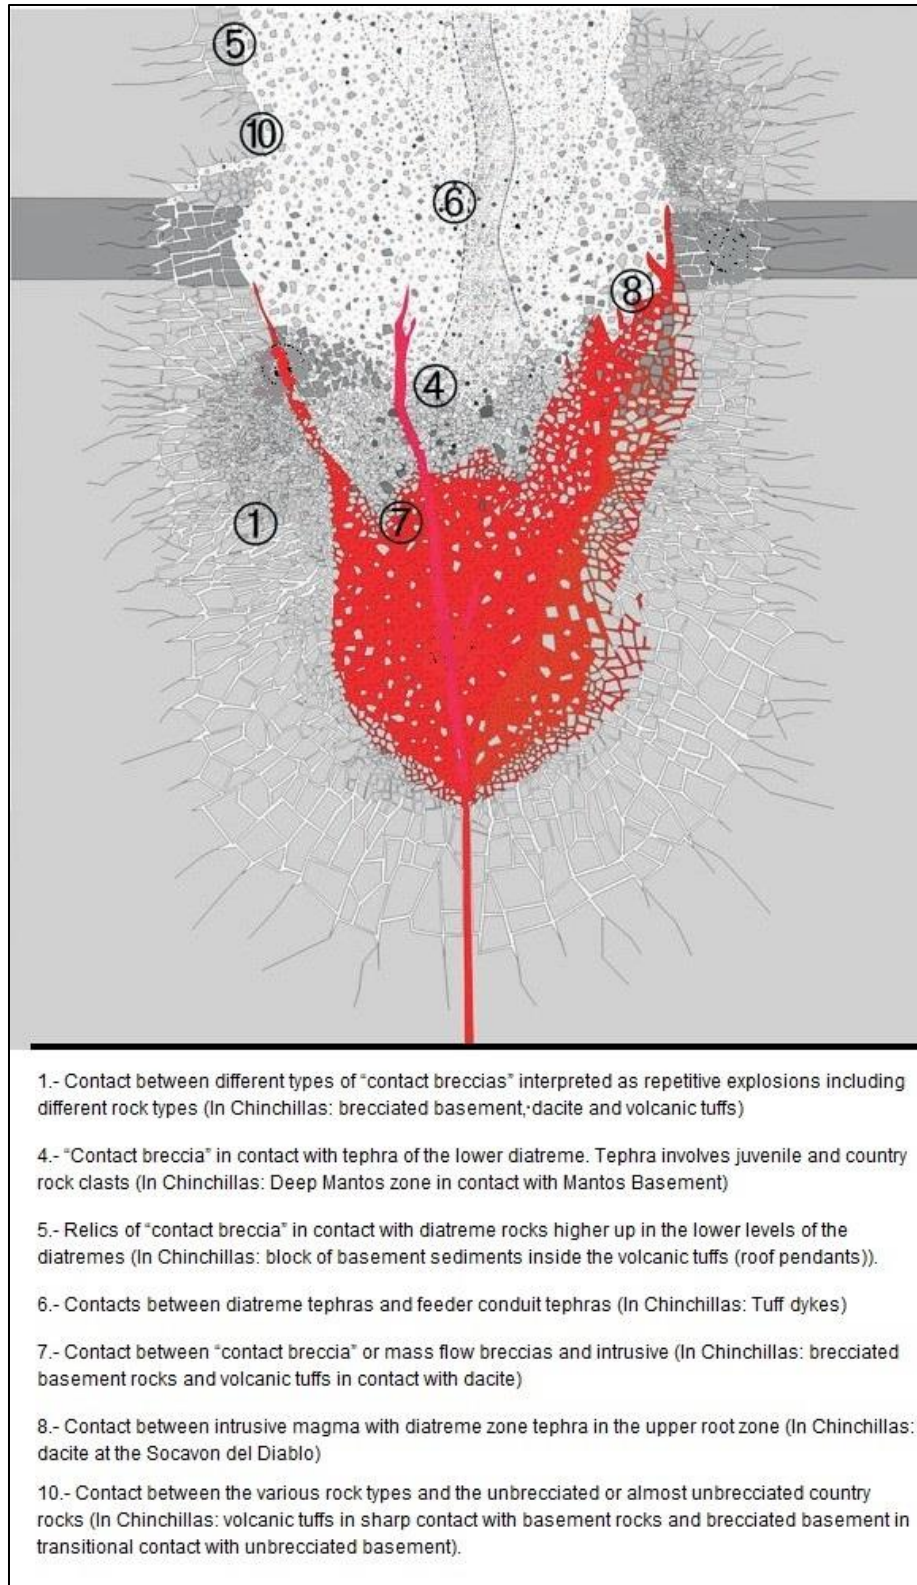 5
10
6
8
4
7
1
1.- Contact between different types of “contact breccias” interpreted as repetitive explosions including
different rock types (In Chinchillas: brecciated basement,·dacite and volcanic tuffs)
4.- “Contact breccia” in contact with tephra of the lower diatreme. Tephra involves juvenile and country
rock clasts (In Chinchillas: Deep Mantos zone in contact with Mantos Basement)
5.- Relics of “contact breccia” in contact with diatreme rocks higher up in the lower levels of the
diatremes (In Chinchillas: block of basement sediments inside the volcanic tuffs (roof pendants)).
6.- Contacts between diatreme tephras and feeder conduit tephras (In Chinchillas: Tuff dykes)
7.- Contact between “contact breccia” or mass flow breccias and intrusive (In Chinchillas: brecciated
basement rocks and volcanic tuffs in contact with dacite)
8.- Contact between intrusive magma with diatreme zone tephra in the upper root zone (In Chinchillas:
dacite at the Socavon del Diablo)
10.- Contact between the various rock types and the unbrecciated or almost unbrecciated country
rocks (In Chinchillas: volcanic tuffs in sharp contact with basement rocks and brecciated basement in
transitional contact with unbrecciated basement).